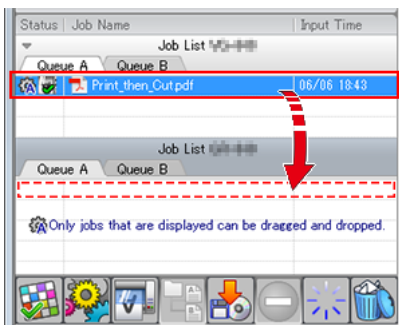 Status Job Name Input Time
Job List
Queue A Queue B
Print_then_Cut.pdf 06/06 18:43
Job List
Queue A Queue B
Only jobs that are displayed can be dragged and dropped.